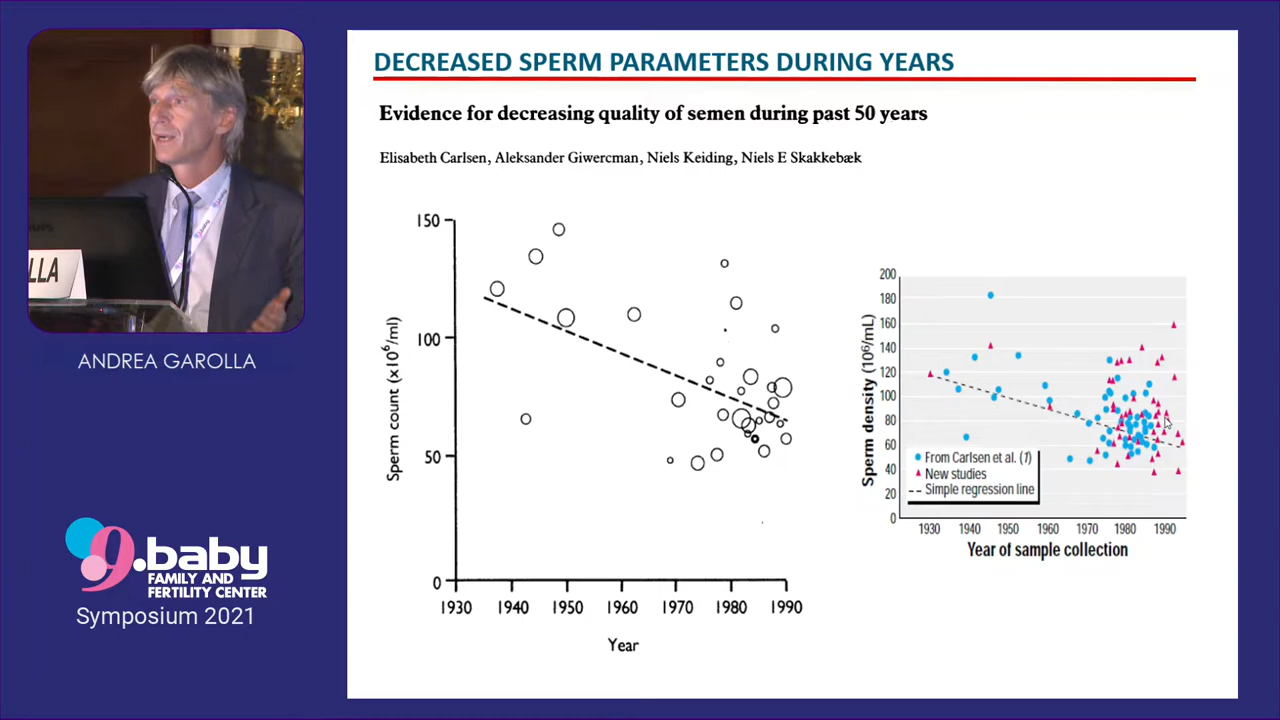 DECREASED SPERM PARAMETERS DURING YEARS
Evidence for decreasing quality of semen during past 50 years
Elisabeth Carlsen, Aleksander Giwercman, Niels Keiding, Niels E Skakkebæk
LLA
ANDREA GAROLLA
9.baby
FAMILY AND
FERTILITY CENTER
Symposium 2021
Sperm count (x10⁶/ml)
150
100
50
0
1930 1940 1950 1960 1970 1980 1990
Year
Sperm density (10⁶/mL)
200
180
160
140
120
100
80
60
40
20
0
From Carlsen et al. (1)
New studies
Simple regression line
1930 1940 1950 1960 1970 1980 1990
Year of sample collection